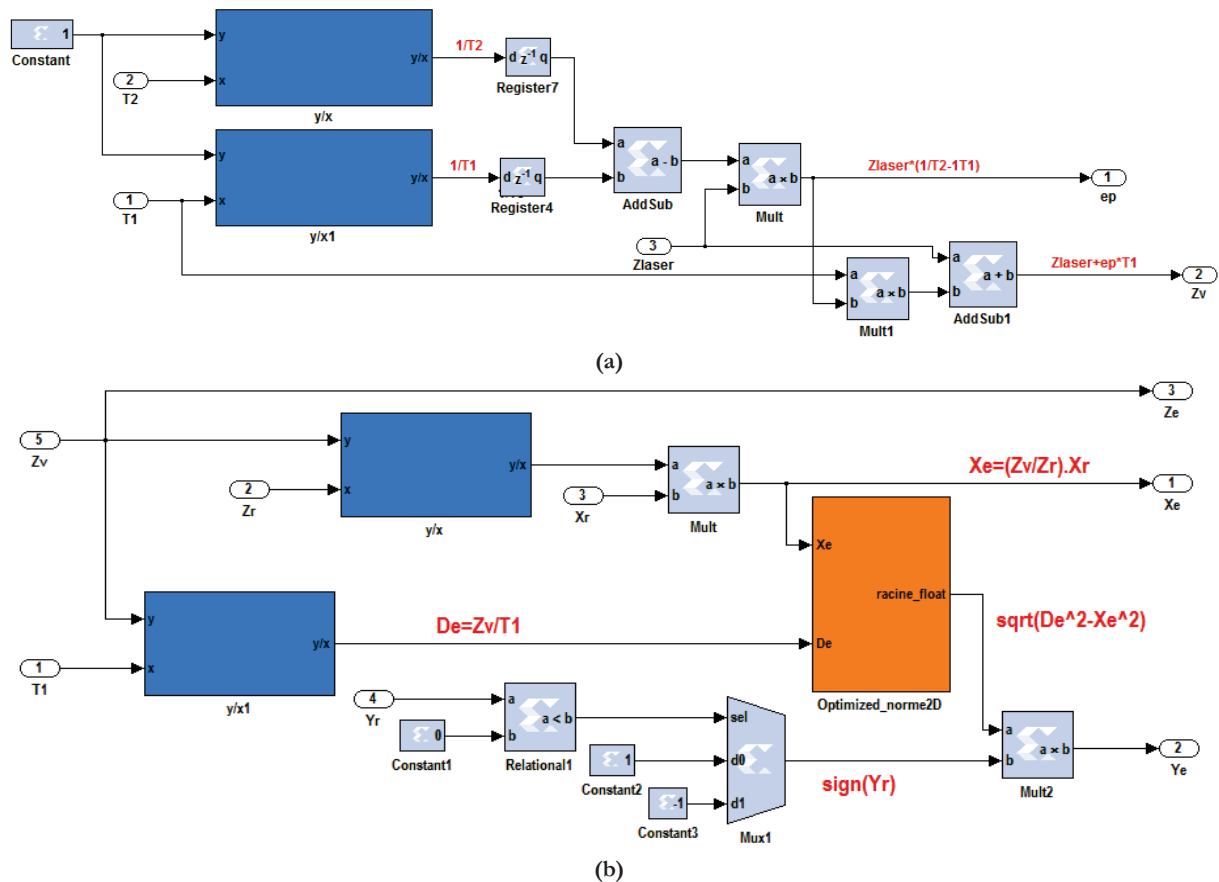 1
Constant
2
T2
y
x
y/x
y/x
1/T2
d z⁻¹ q
Register7
y
x
y/x
y/x1
1
T1
1/T1
d z⁻¹ q
Register4
a
b
a - b
AddSub
a
b
a × b
Mult
Zlaser*(1/T2-1T1)
1
ep
3
Zlaser
a
b
a × b
Mult1
a
b
a + b
AddSub1
Zlaser+ep*T1
2
Zv
(a)
3
Ze
5
Zv
y
x
y/x
y/x
2
Zr
3
Xr
a
b
a × b
Mult
Xe=(Zv/Zr).Xr
1
Xe
Xe
De
racine_float
Optimized_norme2D
sqrt(De^2-Xe^2)
y
x
y/x
y/x1
1
T1
De=Zv/T1
4
Yr
0
Constant1
a
b
a < b
Relational1
1
Constant2
-1
Constant3
sel
d0
d1
Mux1
sign(Yr)
a
b
a × b
Mult2
2
Ye
(b)